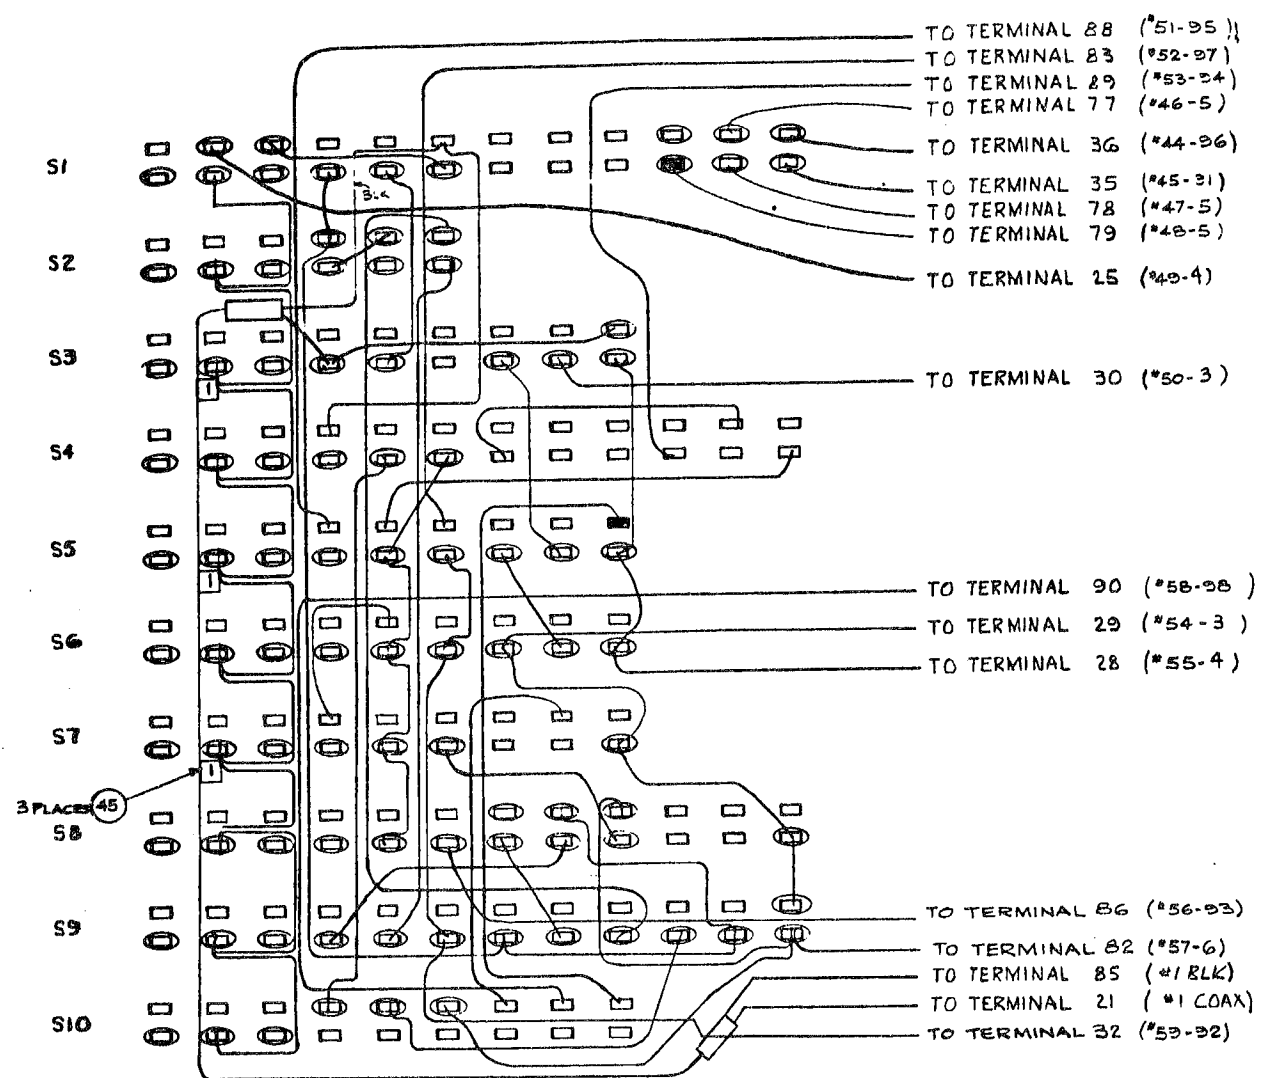 TO TERMINAL 88 (#51-95)
TO TERMINAL 83 (#52-97)
TO TERMINAL 89 (#53-94)
TO TERMINAL 77 (#46-5)
TO TERMINAL 36 (#44-96)
S1
TO TERMINAL 35 (#45-31)
BLK
TO TERMINAL 78 (#47-5)
TO TERMINAL 79 (#48-5)
S2
TO TERMINAL 25 (#49-4)
S3
TO TERMINAL 30 (#50-3)
1
S4
S5
1
TO TERMINAL 90 (#58-98)
TO TERMINAL 29 (#54-3)
S6
TO TERMINAL 28 (#55-4)
S7
1
3 PLACES 45
S8
TO TERMINAL 86 (#56-93)
S9
TO TERMINAL 82 (#57-6)
TO TERMINAL 85 (#1 BLK)
TO TERMINAL 21 (#1 COAX)
S10
TO TERMINAL 32 (#59-92)